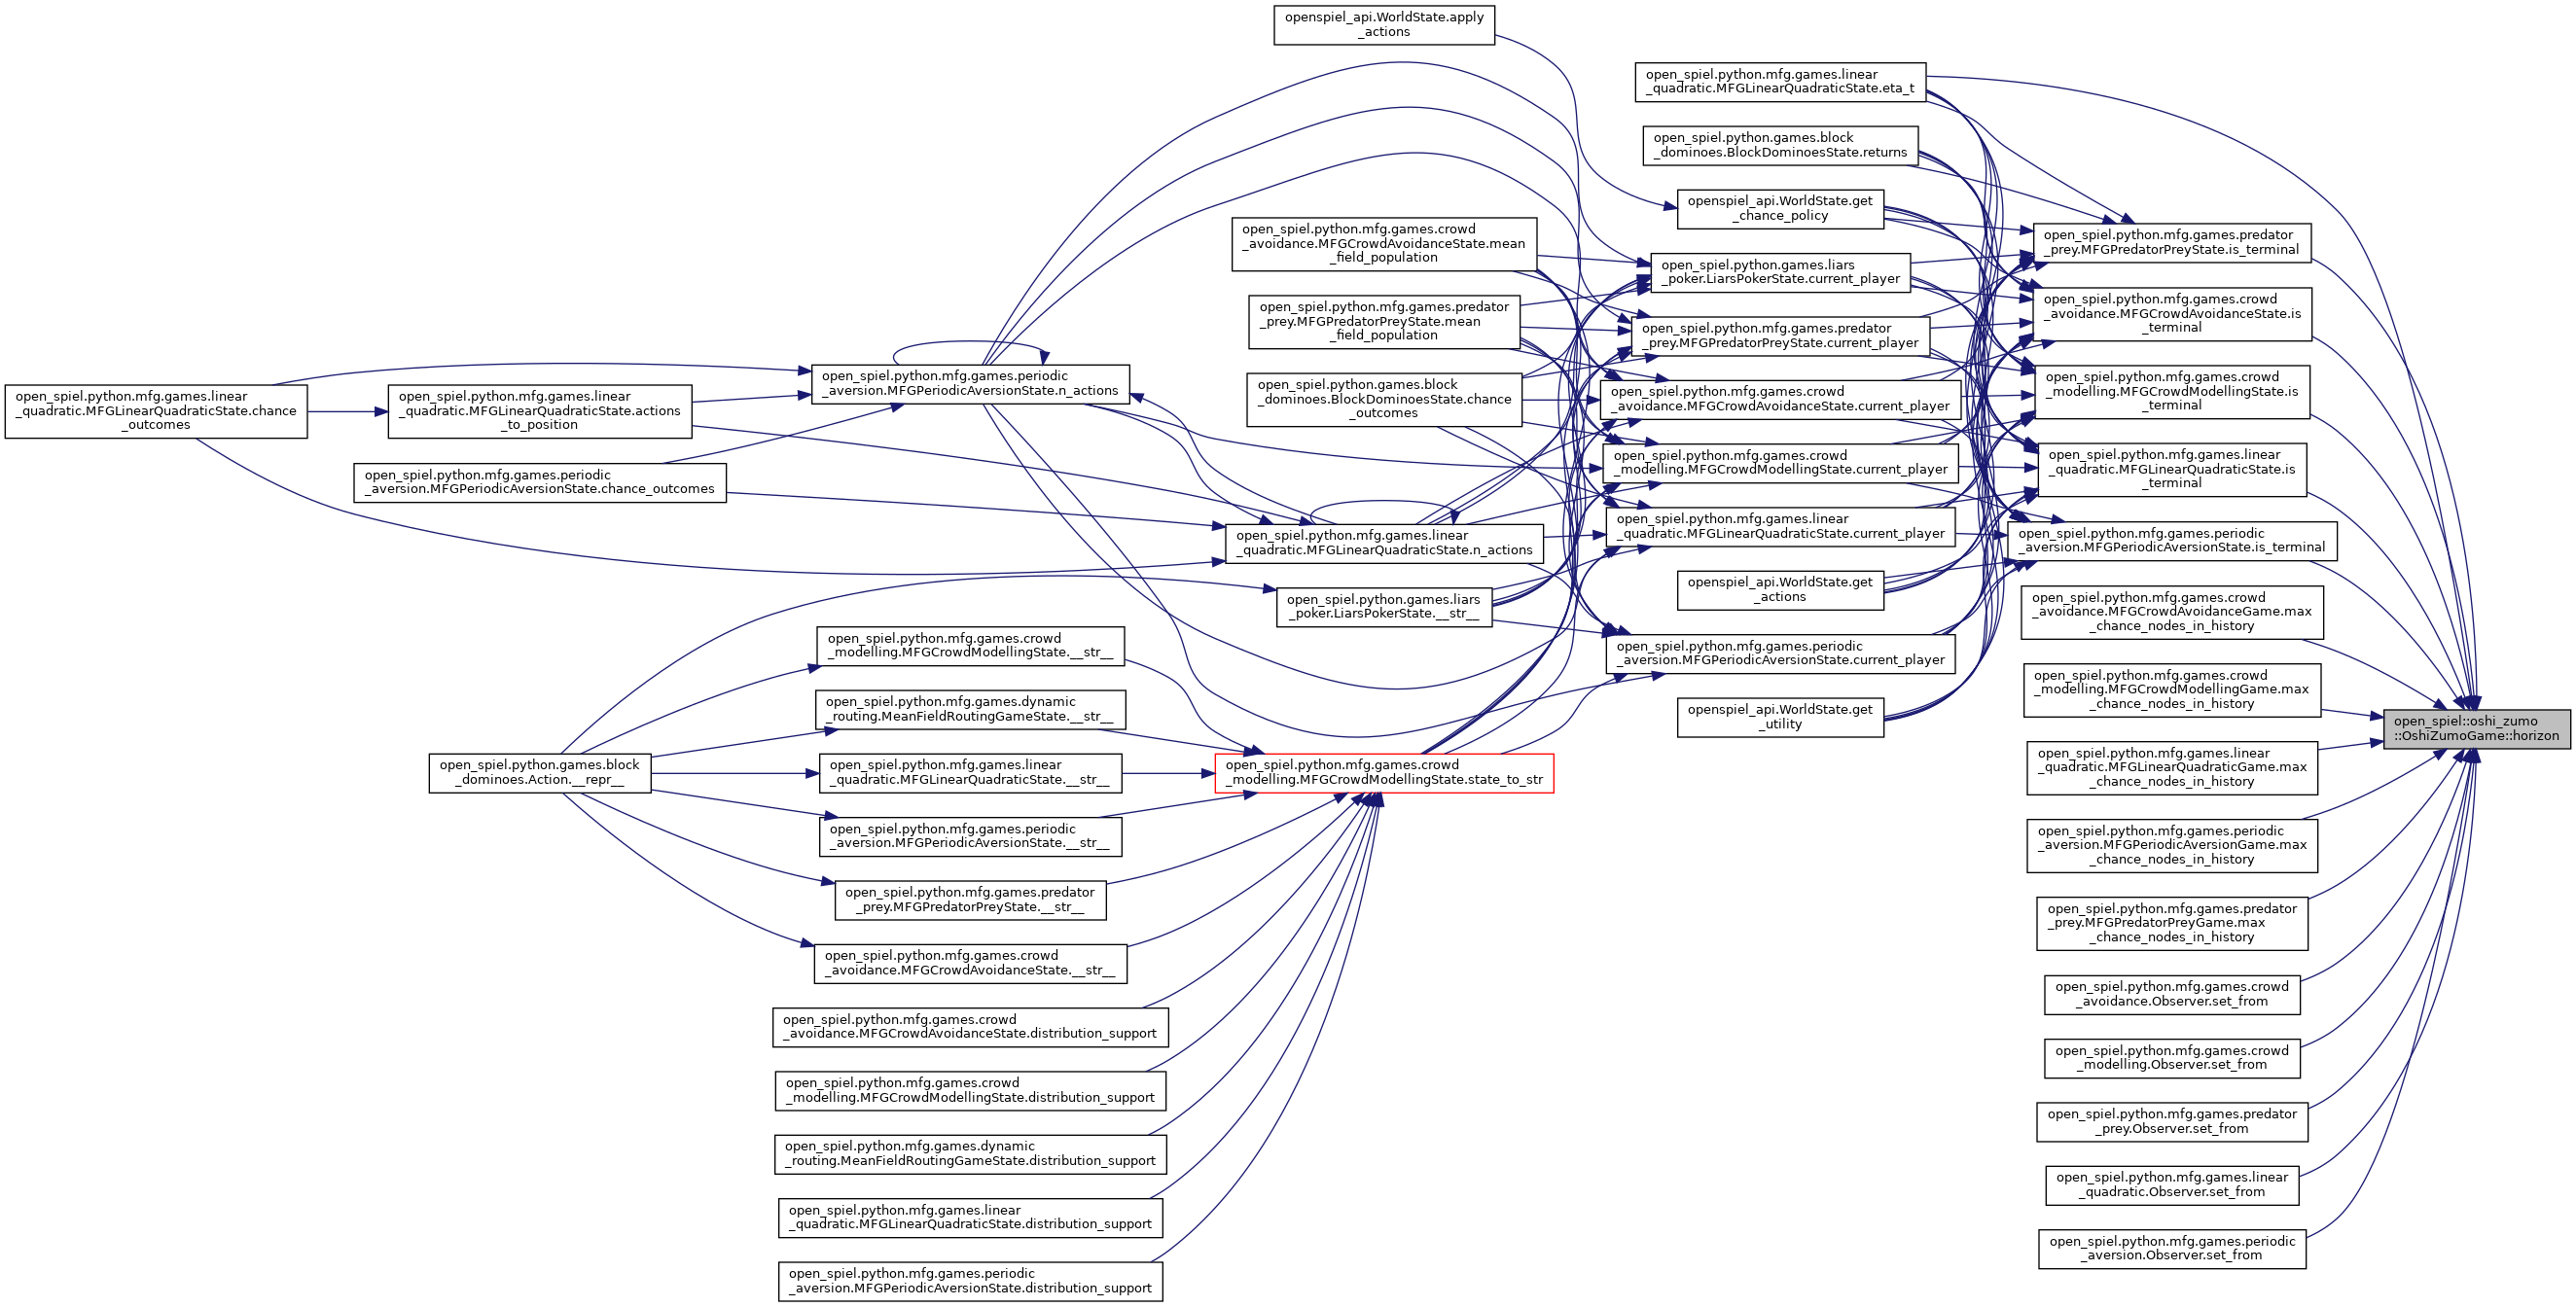 openspiel_api.WorldState.apply
_actions
open_spiel.python.mfg.games.linear
_quadratic.MFGLinearQuadraticState.eta_t
open_spiel.python.games.block
_dominoes.BlockDominoesState.returns
openspiel_api.WorldState.get
_chance_policy
open_spiel.python.mfg.games.crowd
_avoidance.MFGCrowdAvoidanceState.mean
_field_population
open_spiel.python.games.liars
_poker.LiarsPokerState.current_player
open_spiel.python.mfg.games.predator
_prey.MFGPredatorPreyState.is_terminal
open_spiel.python.mfg.games.predator
_prey.MFGPredatorPreyState.mean
_field_population
open_spiel.python.mfg.games.predator
_prey.MFGPredatorPreyState.current_player
open_spiel.python.mfg.games.crowd
_avoidance.MFGCrowdAvoidanceState.is
_terminal
open_spiel.python.mfg.games.linear
_quadratic.MFGLinearQuadraticState.chance
_outcomes
open_spiel.python.mfg.games.linear
_quadratic.MFGLinearQuadraticState.actions
_to_position
open_spiel.python.mfg.games.periodic
_aversion.MFGPeriodicAversionState.n_actions
open_spiel.python.games.block
_dominoes.BlockDominoesState.chance
_outcomes
open_spiel.python.mfg.games.crowd
_avoidance.MFGCrowdAvoidanceState.current_player
open_spiel.python.mfg.games.crowd
_modelling.MFGCrowdModellingState.is
_terminal
open_spiel.python.mfg.games.periodic
_aversion.MFGPeriodicAversionState.chance_outcomes
open_spiel.python.mfg.games.crowd
_modelling.MFGCrowdModellingState.current_player
open_spiel.python.mfg.games.linear
_quadratic.MFGLinearQuadraticState.is
_terminal
open_spiel.python.mfg.games.linear
_quadratic.MFGLinearQuadraticState.n_actions
open_spiel.python.mfg.games.linear
_quadratic.MFGLinearQuadraticState.current_player
open_spiel.python.mfg.games.periodic
_aversion.MFGPeriodicAversionState.is_terminal
open_spiel.python.games.liars
_poker.LiarsPokerState.__str__
openspiel_api.WorldState.get
_actions
open_spiel.python.mfg.games.crowd
_avoidance.MFGCrowdAvoidanceGame.max
_chance_nodes_in_history
open_spiel.python.mfg.games.crowd
_modelling.MFGCrowdModellingState.__str__
open_spiel.python.mfg.games.periodic
_aversion.MFGPeriodicAversionState.current_player
open_spiel.python.mfg.games.crowd
_modelling.MFGCrowdModellingGame.max
_chance_nodes_in_history
open_spiel.python.mfg.games.dynamic
_routing.MeanFieldRoutingGameState.__str__
openspiel_api.WorldState.get
_utility
open_spiel::oshi_zumo
::OshiZumoGame::horizon
open_spiel.python.games.block
_dominoes.Action.__repr__
open_spiel.python.mfg.games.linear
_quadratic.MFGLinearQuadraticState.__str__
open_spiel.python.mfg.games.crowd
_modelling.MFGCrowdModellingState.state_to_str
open_spiel.python.mfg.games.linear
_quadratic.MFGLinearQuadraticGame.max
_chance_nodes_in_history
open_spiel.python.mfg.games.periodic
_aversion.MFGPeriodicAversionState.__str__
open_spiel.python.mfg.games.periodic
_aversion.MFGPeriodicAversionGame.max
_chance_nodes_in_history
open_spiel.python.mfg.games.predator
_prey.MFGPredatorPreyState.__str__
open_spiel.python.mfg.games.predator
_prey.MFGPredatorPreyGame.max
_chance_nodes_in_history
open_spiel.python.mfg.games.crowd
_avoidance.MFGCrowdAvoidanceState.__str__
open_spiel.python.mfg.games.crowd
_avoidance.Observer.set_from
open_spiel.python.mfg.games.crowd
_avoidance.MFGCrowdAvoidanceState.distribution_support
open_spiel.python.mfg.games.crowd
_modelling.Observer.set_from
open_spiel.python.mfg.games.crowd
_modelling.MFGCrowdModellingState.distribution_support
open_spiel.python.mfg.games.predator
_prey.Observer.set_from
open_spiel.python.mfg.games.dynamic
_routing.MeanFieldRoutingGameState.distribution_support
open_spiel.python.mfg.games.linear
_quadratic.Observer.set_from
open_spiel.python.mfg.games.linear
_quadratic.MFGLinearQuadraticState.distribution_support
open_spiel.python.mfg.games.periodic
_aversion.Observer.set_from
open_spiel.python.mfg.games.periodic
_aversion.MFGPeriodicAversionState.distribution_support